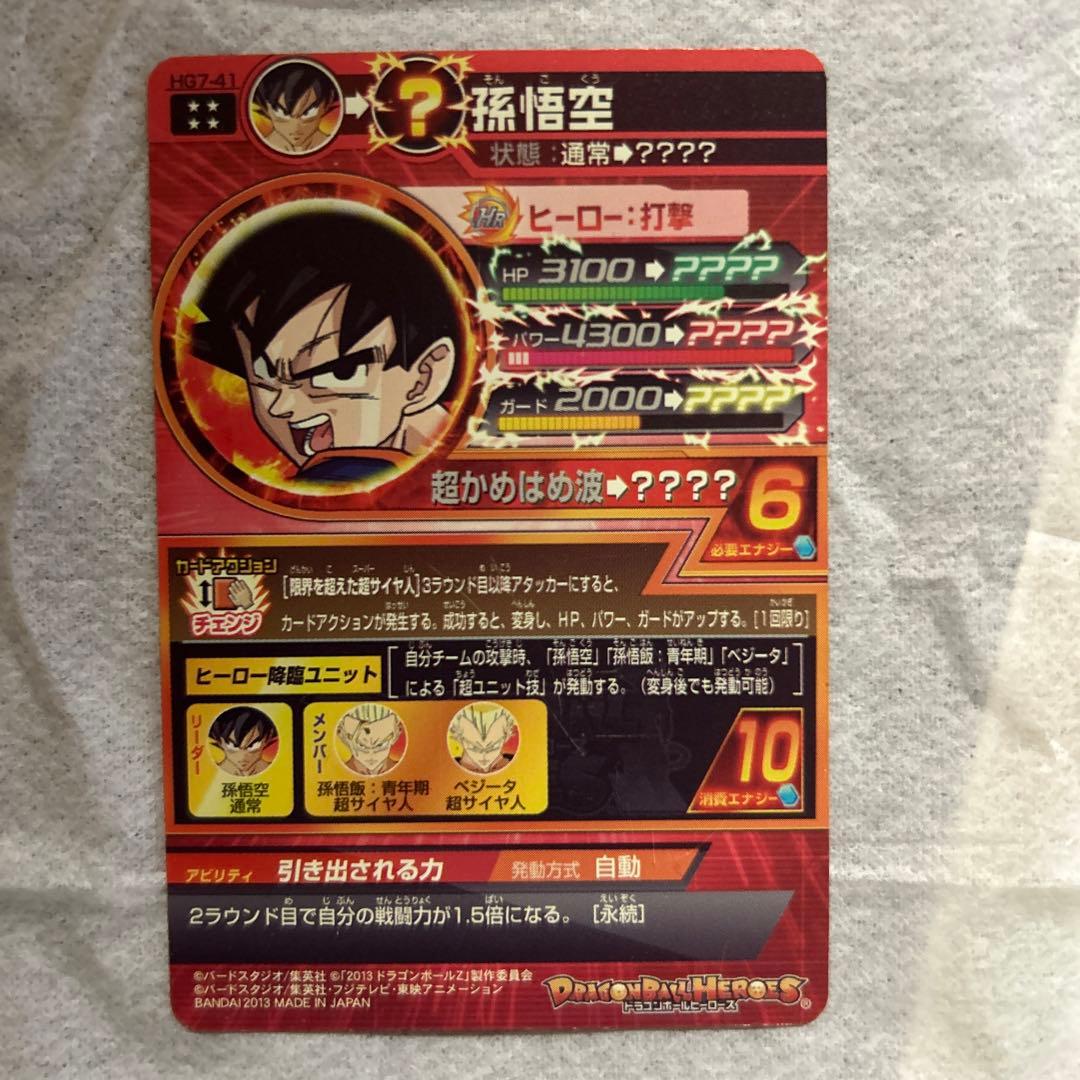 HG7-41
そん ご くう
? 孫悟空
状態:通常➡????
HR ヒーロー:打撃
HP 3100➡????
パワー4300➡????
ガード 2000➡????
超かめはめ波➡????
6
必要エナジー
カードアクション
チェンジ
[限界を超えた超サイヤ人]3ラウンド目以降アタッカーにすると、
カードアクションが発生する。成功すると、変身し、HP、パワー、ガードがアップする。[1回限り]
ヒーロー降臨ユニット
自分チームの攻撃時、「孫悟空」「孫悟飯:青年期」「ベジータ」
による「超ユニット技」が発動する。(変身後でも発動可能)
リーダー
孫悟空
通常
メンバー
孫悟飯:青年期
超サイヤ人
ベジータ
超サイヤ人
10
消費エナジー
アビリティ 引き出される力 発動方式 自動
2ラウンド目で自分の戦闘力が1.5倍になる。[永続]
©バードスタジオ/集英社 ©「2013 ドラゴンボールZ」製作委員会
©バードスタジオ/集英社・フジテレビ・東映アニメーション
BANDAI 2013 MADE IN JAPAN
DRAGON BALL HEROES
ドラゴンボールヒーローズ
®